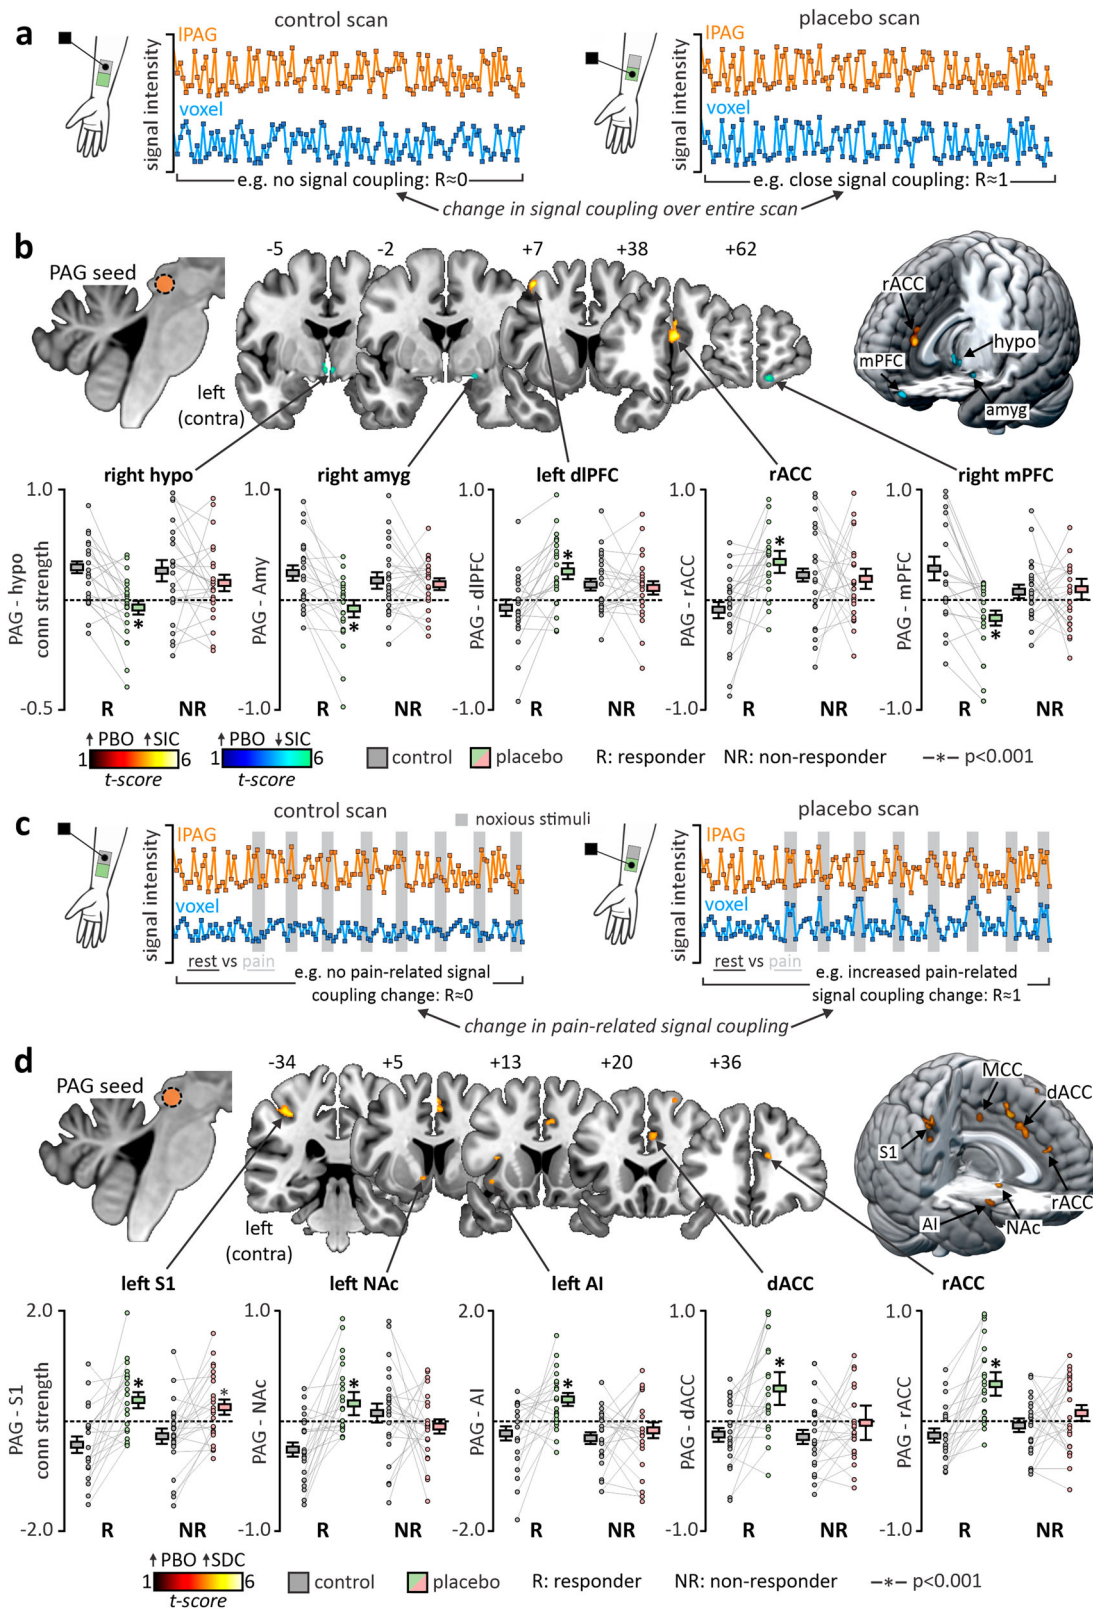 a
control scan
placebo scan
lPAG
voxel
signal intensity
e.g. no signal coupling: R≈0
lPAG
voxel
signal intensity
e.g. close signal coupling: R≈1
change in signal coupling over entire scan
b
PAG seed
-5
-2
+7
+38
+62
left
(contra)
rACC
mPFC
hypo
amyg
right hypo
right amyg
left dlPFC
rACC
right mPFC
PAG - hypo
conn strength
1.0
-0.5
R
NR
*
PAG - Amy
1.0
-1.0
R
NR
*
PAG - dlPFC
1.0
-1.0
R
NR
*
PAG - rACC
1.0
-1.0
R
NR
*
PAG - mPFC
1.0
-1.0
R
NR
*
↑PBO ↑SIC
1 6
t-score
↑PBO ↓SIC
1 6
t-score
control
placebo
R: responder
NR: non-responder
–*– p<0.001
c
control scan
noxious stimuli
placebo scan
lPAG
voxel
signal intensity
rest vs pain
e.g. no pain-related signal
coupling change: R≈0
lPAG
voxel
signal intensity
rest vs pain
e.g. increased pain-related
signal coupling change: R≈1
change in pain-related signal coupling
d
PAG seed
-34
+5
+13
+20
+36
left
(contra)
MCC
dACC
S1
rACC
AI
NAc
left S1
left NAc
left AI
dACC
rACC
PAG - S1
conn strength
2.0
-2.0
R
NR
*
*
PAG - NAc
1.0
-1.0
R
NR
*
PAG - AI
2.0
-2.0
R
NR
*
PAG - dACC
1.0
-1.0
R
NR
*
PAG - rACC
1.0
-1.0
R
NR
*
↑PBO ↑SDC
1 6
t-score
control
placebo
R: responder
NR: non-responder
–*– p<0.001